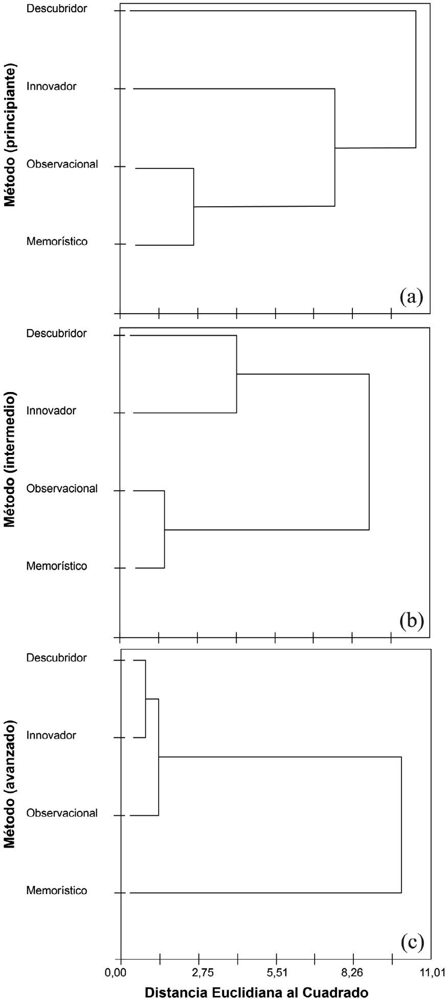 Método (principiante)
Descubridor
Innovador
Observacional
Memorístico
(a)
Método (intermedio)
Descubridor
Innovador
Observacional
Memorístico
(b)
Método (avanzado)
Descubridor
Innovador
Observacional
Memorístico
(c)
0,00 2,75 5,51 8,26 11,01
Distancia Euclidiana al Cuadrado